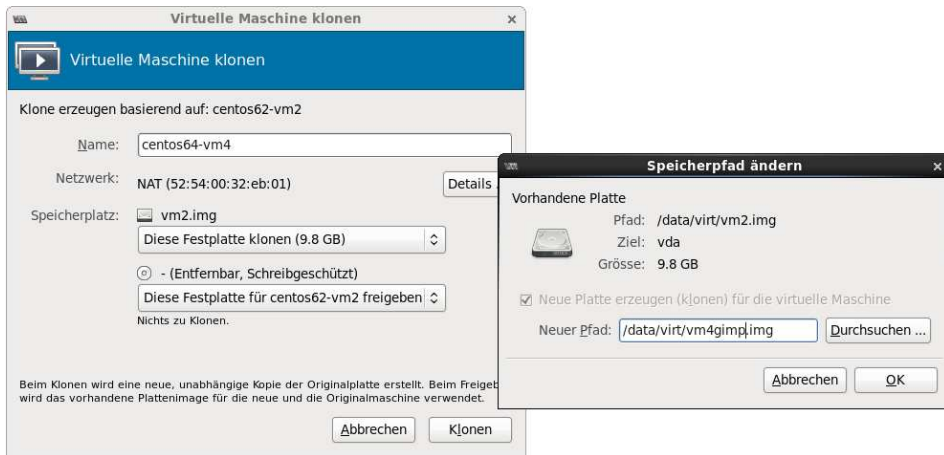 Virtuelle Maschine klonen
Virtuelle Maschine klonen
Klone erzeugen basierend auf: centos62-vm2
Name: centos64-vm4
Netzwerk: NAT (52:54:00:32:eb:01) Details
Speicherplatz: vm2.img
Diese Festplatte klonen (9.8 GB)
- (Entfernbar, Schreibgeschützt)
Diese Festplatte für centos62-vm2 freigeben
Nichts zu Klonen.
Beim Klonen wird eine neue, unabhängige Kopie der Originalplatte erstellt. Beim Freigeb
wird das vorhandene Plattenimage für die neue und die Originalmaschine verwendet.
Abbrechen Klonen
Speicherpfad ändern
Vorhandene Platte
Pfad: /data/virt/vm2.img
Ziel: vda
Grösse: 9.8 GB
Neue Platte erzeugen (klonen) für die virtuelle Maschine
Neuer Pfad: /data/virt/vm4gimp.img Durchsuchen ...
Abbrechen OK